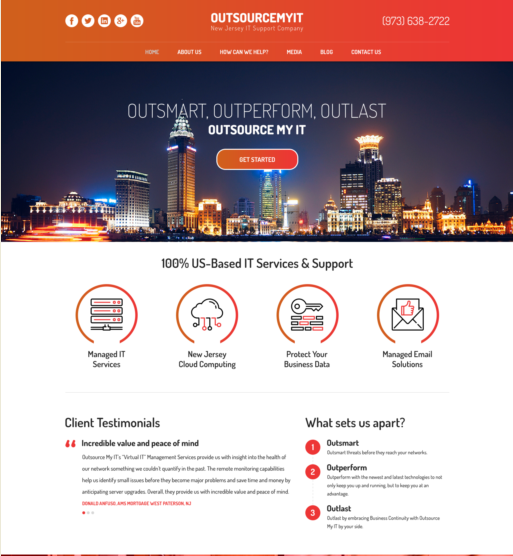 OUTSOURCEMYIT
New Jersey IT Support Company
(973) 638-2722
HOME ABOUT US HOW CAN WE HELP? MEDIA BLOG CONTACT US
OUTSMART, OUTPERFORM, OUTLAST
OUTSOURCE MY IT
GET STARTED
100% US-Based IT Services & Support
Managed IT
Services
New Jersey
Cloud Computing
Protect Your
Business Data
Managed Email
Solutions
Client Testimonials
Incredible value and peace of mind
Outsource My IT's "Virtual IT" Management Services provide us with insight into the health of
our network something we couldn't quantify in the past. The remote monitoring capabilities
help us identify small issues before they become major problems and save time and money by
anticipating server upgrades. Overall, they provide us with incredible value and peace of mind.
DONALD ANFUSO, AMS MORTGAGE WEST PATERSON, NJ
What sets us apart?
1 Outsmart
Outsmart threats before they reach your networks.
2 Outperform
Outperform with the newest and latest technologies to not
only keep you up and running, but to keep you at an
advantage.
3 Outlast
Outlast by embracing Business Continuity with Outsource
My IT by your side.